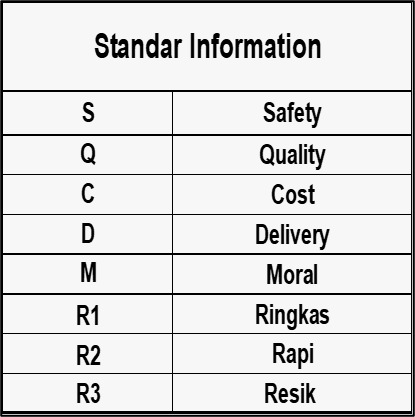 Standar Information
S Safety
Q Quality
C Cost
D Delivery
M Moral
R1 Ringkas
R2 Rapi
R3 Resik